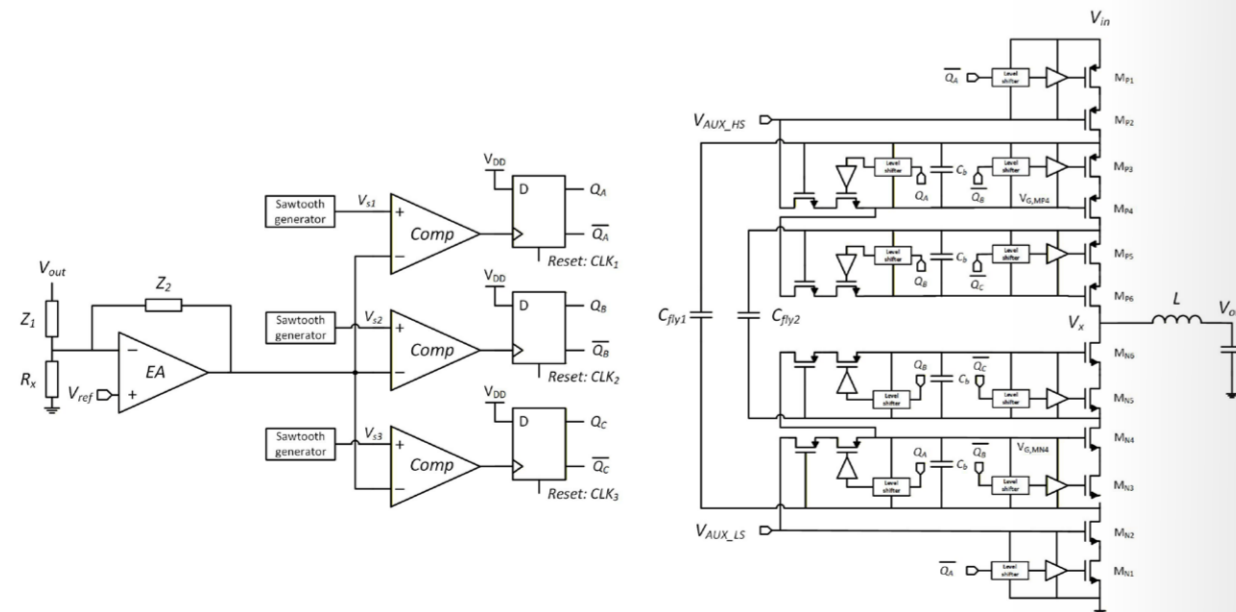 V_out
Z_1
Z_2
R_x
V_ref
−
+
EA
Sawtooth
generator
V_s1
+
−
Comp
V_DD
D
Q_A
Q̅_A
Reset: CLK_1
Sawtooth
generator
V_s2
+
−
Comp
V_DD
D
Q_B
Q̅_B
Reset: CLK_2
Sawtooth
generator
V_s3
+
−
Comp
V_DD
D
Q_C
Q̅_C
Reset: CLK_3
V_in
Q̅_A
Level
shifter
M_P1
V_AUX_HS
M_P2
Level
shifter
Q_A
C_b
Level
shifter
Q̅_B
M_P3
V_G,MP4
M_P4
Level
shifter
Q_B
C_b
Level
shifter
Q̅_C
M_P5
M_P6
C_fly1
C_fly2
V_x
L
Q_B
Level
shifter
C_b
Q̅_C
Level
shifter
M_N6
M_N5
Q_A
Level
shifter
C_b
Q̅_B
Level
shifter
V_G,MN4
M_N4
M_N3
V_AUX_LS
M_N2
Q̅_A
Level
shifter
M_N1